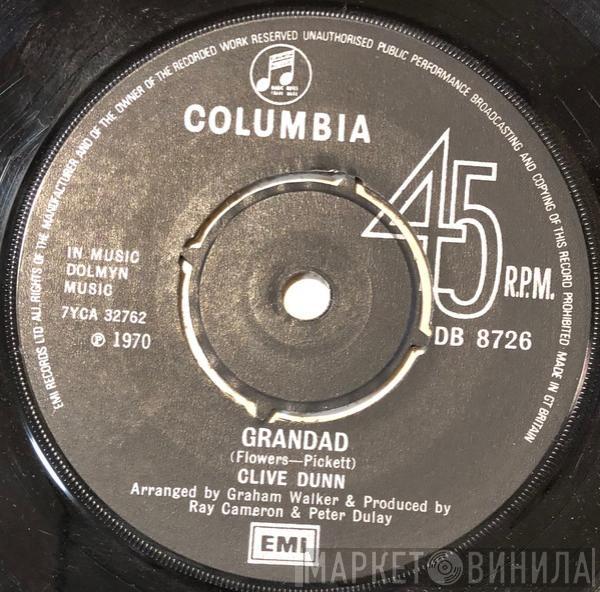 EMI RECORDS LTD ALL RIGHTS OF THE MANUFACTURER AND OF THE OWNER OF THE RECORDED WORK RESERVED UNAUTHORISED PUBLIC PERFORMANCE BROADCASTING AND COPYING OF THIS RECORD PROHIBITED MADE IN GT BRITAIN
COLUMBIA
45
R.P.M.
IN MUSIC
DOLMYN
MUSIC
7YCA 32762
℗ 1970
DB 8726
GRANDAD
(Flowers—Pickett)
CLIVE DUNN
Arranged by Graham Walker & Produced by
Ray Cameron & Peter Dulay
EMI
МАРКЕТ ВИНИЛА